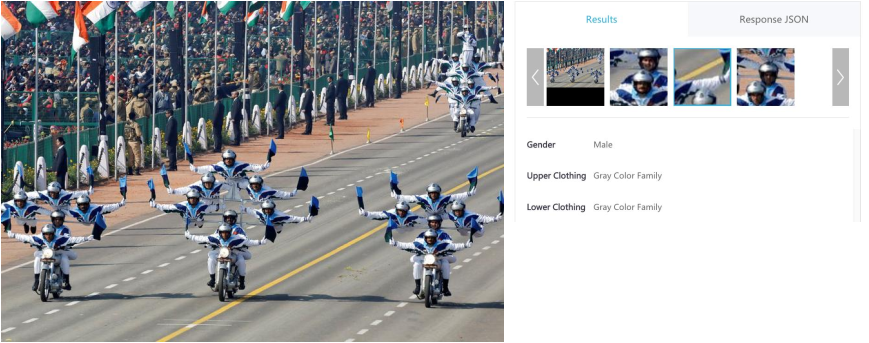 Results Response JSON
Gender Male
Upper Clothing Gray Color Family
Lower Clothing Gray Color Family